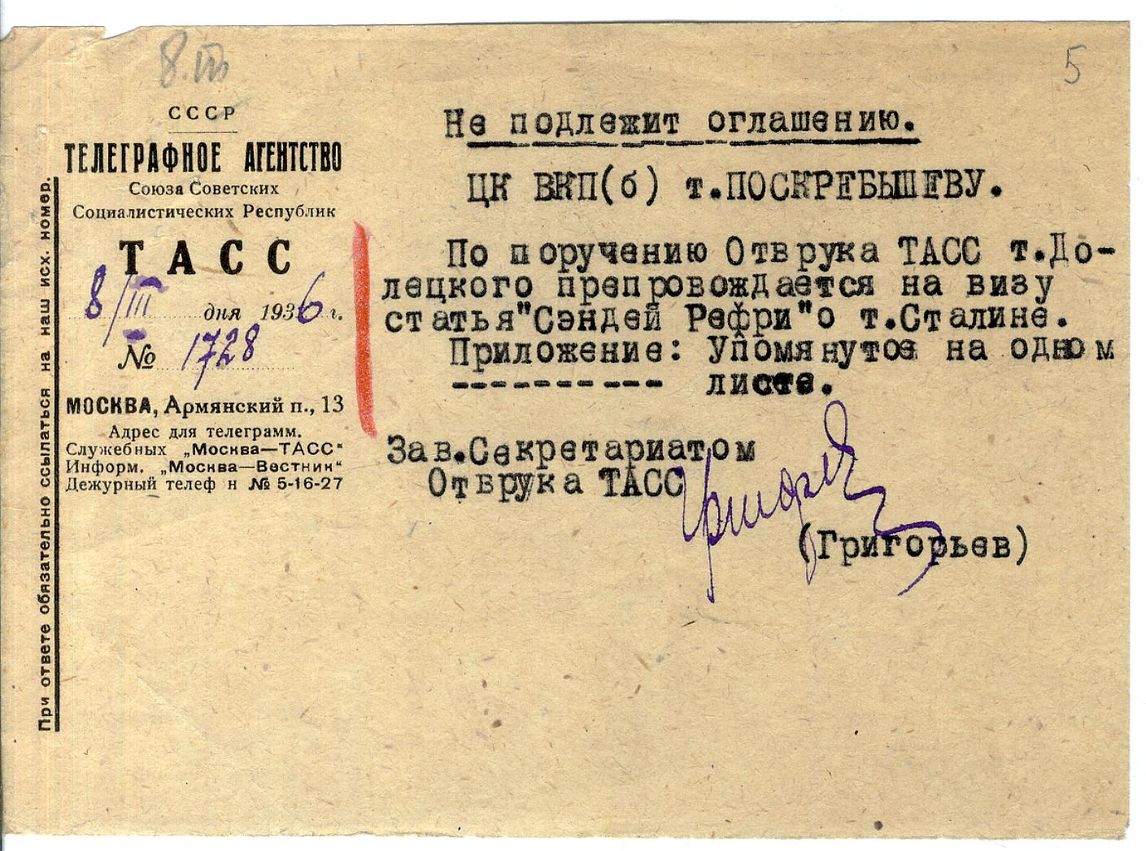 8.III
5
СССР
ТЕЛЕГРАФНОЕ АГЕНТСТВО
Союза Советских
Социалистических Республик
ТАСС
8/III дня 1936 г.
№ 1728
МОСКВА, Армянский п., 13
Адрес для телеграмм.
Служебных „Москва—ТАСС“
Информ. „Москва—Вестник“
Дежурный телеф н № 5-16-27
При ответе обязательно ссылаться на наш исх. номер.
Не подлежит оглашению.
ЦК ВКП(б) т.ПОСКРЕБЫШЕВУ.
По поручению Отврука ТАСС т.До-
лецкого препровождается на визу
статья"Сэндей Рефри"о т.Сталине.
Приложение: Упомянутое на одном
листе.
Зав.Секретариатом
Отврука ТАСС
Григорьев
(Григорьев)